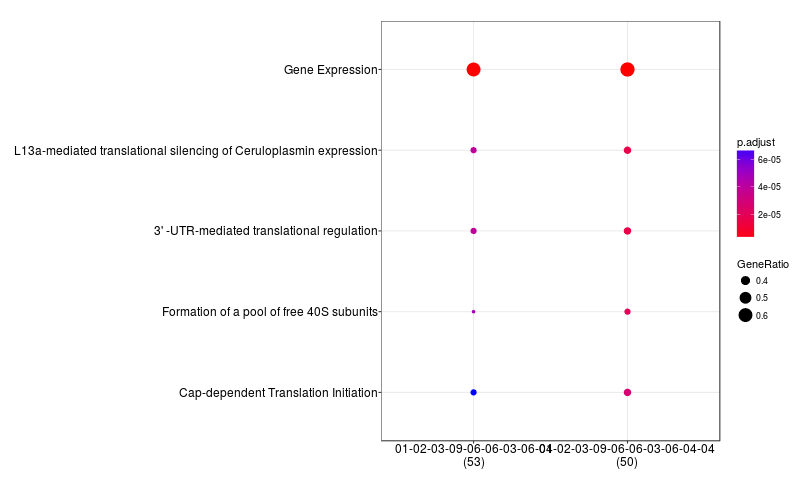 Gene Expression
L13a-mediated translational silencing of Ceruloplasmin expression
3' -UTR-mediated translational regulation
Formation of a pool of free 40S subunits
Cap-dependent Translation Initiation
(53)
(50)
p.adjust
6e-05
4e-05
2e-05
GeneRatio
0.4
0.5
0.6